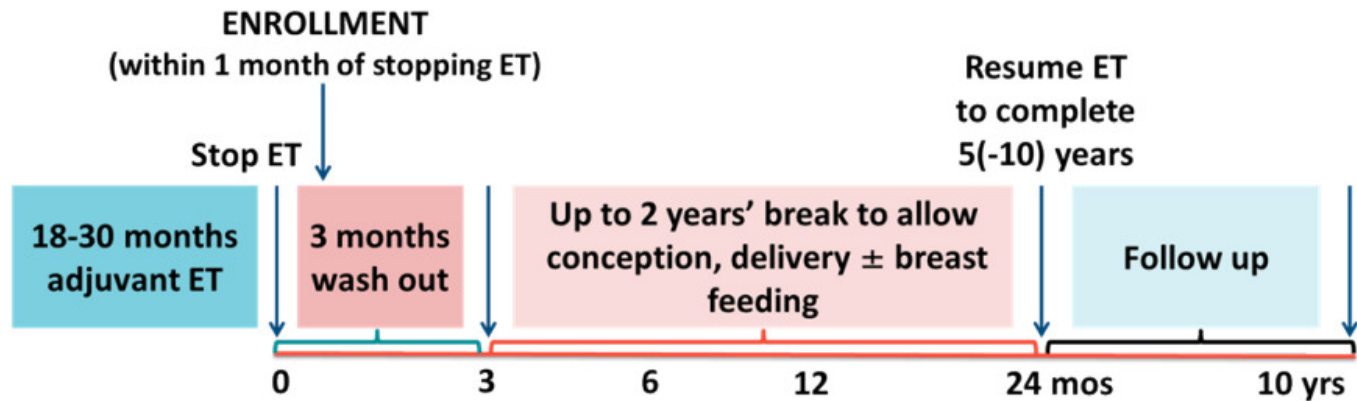 ENROLLMENT
(within 1 month of stopping ET)
Stop ET
Resume ET
to complete
5(-10) years
18-30 months
adjuvant ET
3 months
wash out
Up to 2 years’ break to allow
conception, delivery ± breast
feeding
Follow up
0 3 6 12 24 mos 10 yrs